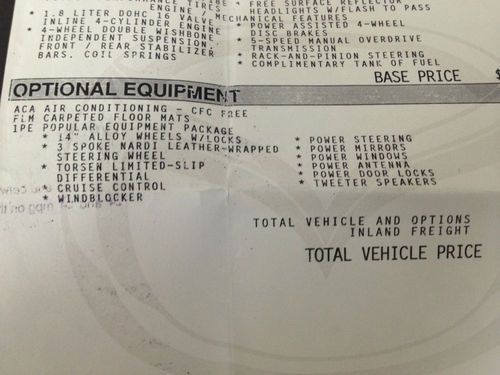 FREE SURFACE REFLECTOR
HEADLIGHTS W/FLASH TO PASS
MECHANICAL FEATURES
* 1.8 LITER DOHC 16 VALVE
INLINE 4-CYLINDER ENGINE
* 4-WHEEL DOUBLE WISHBONE
INDEPENDENT SUSPENSION.
FRONT / REAR STABILIZER
BARS. COIL SPRINGS
* POWER ASSISTED 4-WHEEL
DISC BRAKES
* 5-SPEED MANUAL OVERDRIVE
TRANSMISSION
* RACK-AND-PINION STEERING
* COMPLIMENTARY TANK OF FUEL
BASE PRICE
OPTIONAL EQUIPMENT
ACA AIR CONDITIONING - CFC FREE
FLM CARPETED FLOOR MATS
1PE POPULAR EQUIPMENT PACKAGE
* 14" ALLOY WHEELS W/LOCKS
* 3 SPOKE NARDI LEATHER-WRAPPED
STEERING WHEEL
* TORSEN LIMITED-SLIP
DIFFERENTIAL
* CRUISE CONTROL
* WINDBLOCKER
* POWER STEERING
* POWER MIRRORS
* POWER WINDOWS
* POWER ANTENNA
* POWER DOOR LOCKS
* TWEETER SPEAKERS
TOTAL VEHICLE AND OPTIONS
INLAND FREIGHT
TOTAL VEHICLE PRICE